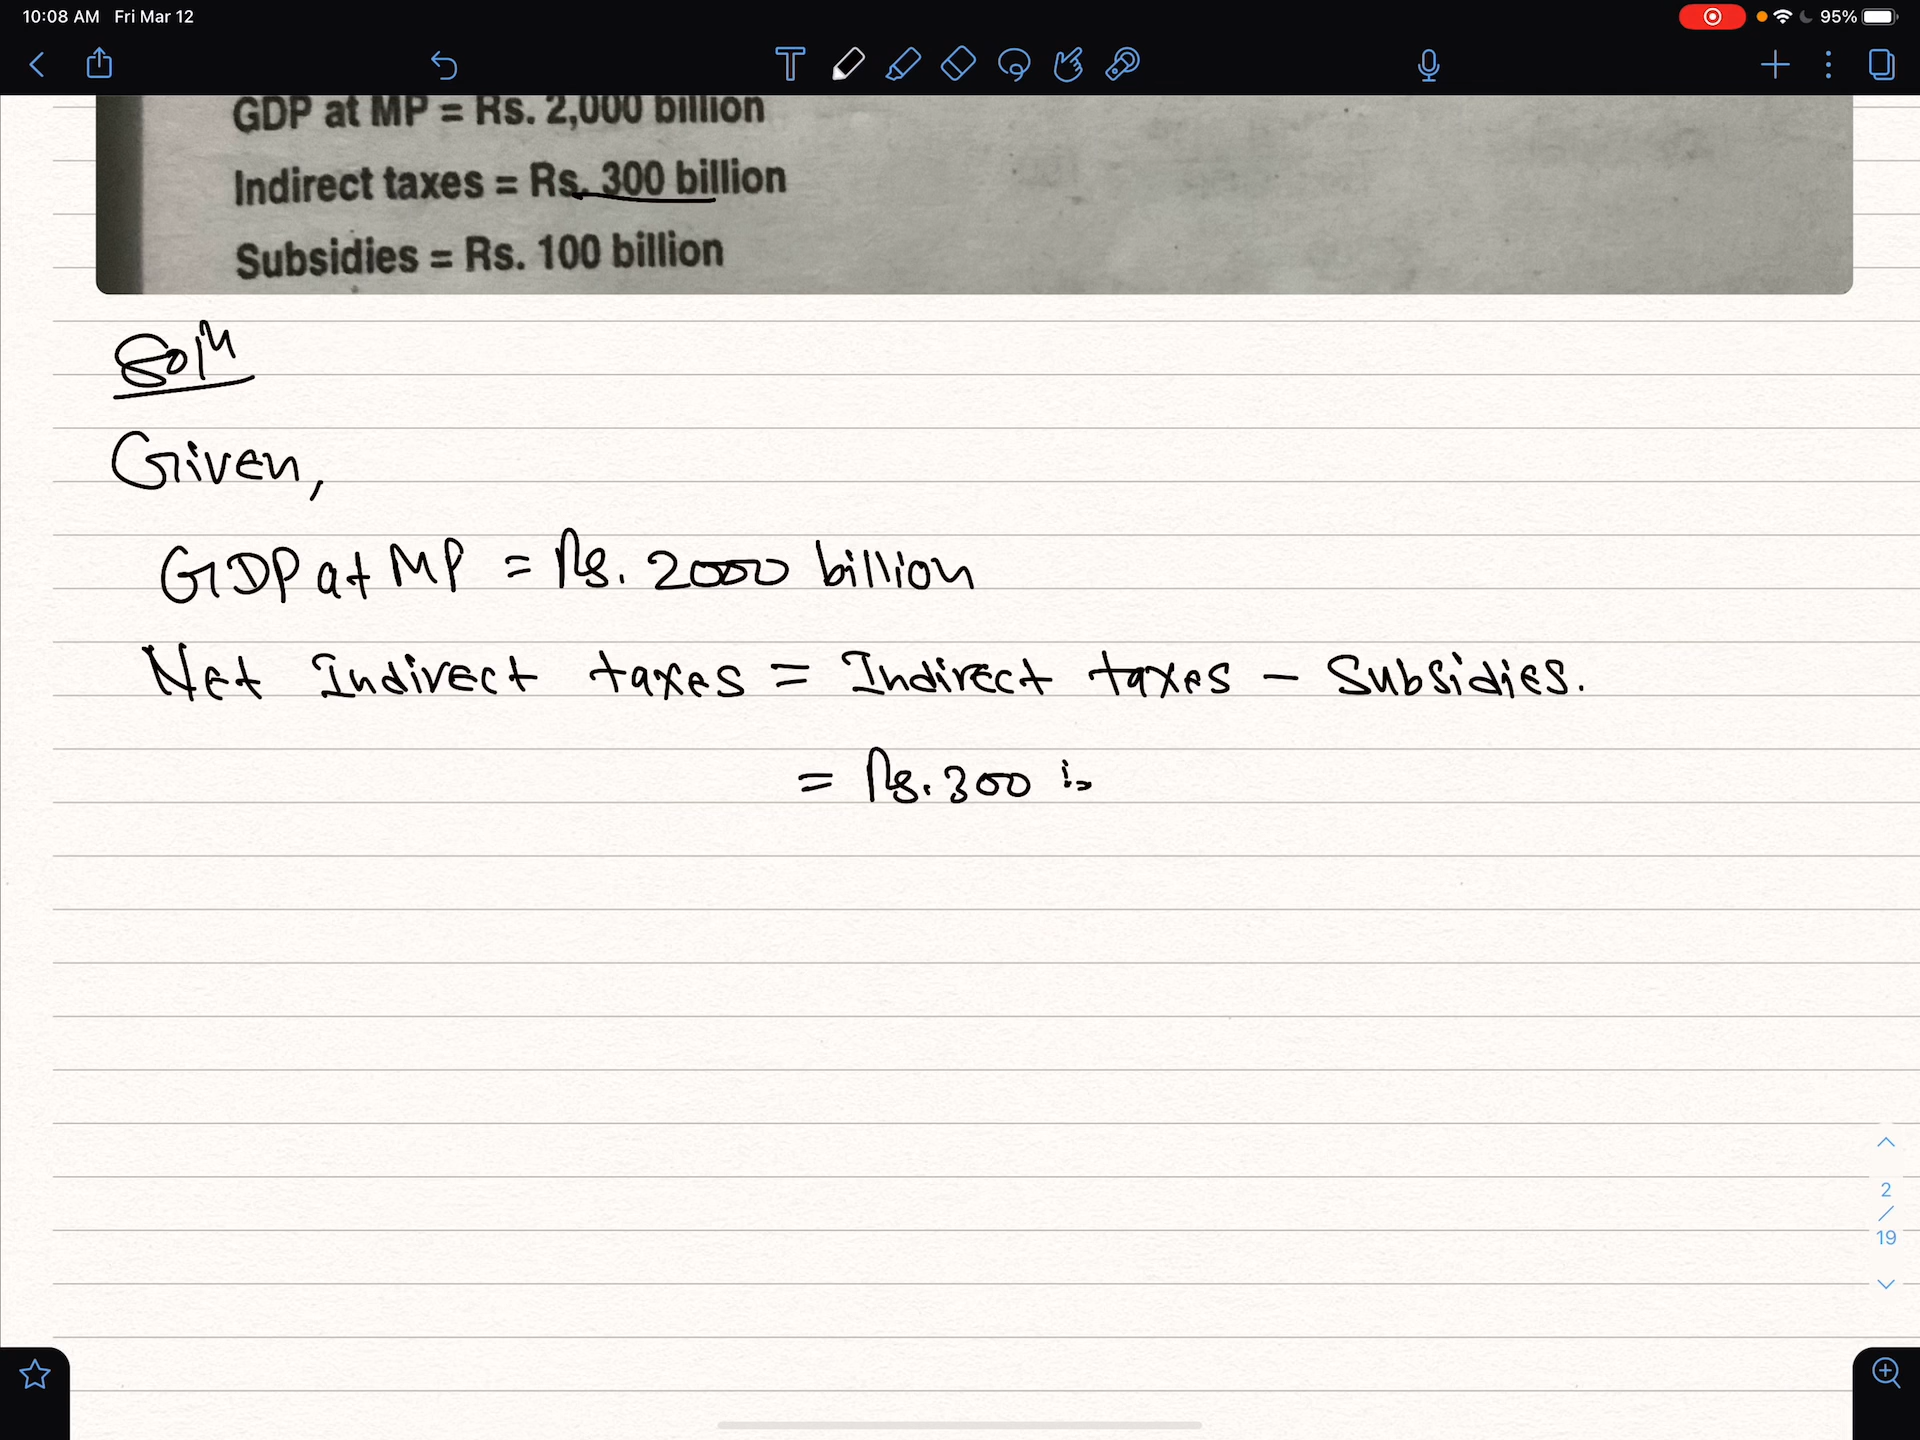 10:08 AM Fri Mar 12
95%
GDP at MP = Rs. 2,000 billion
Indirect taxes = Rs. 300 billion
Subsidies = Rs. 100 billion
Soln
Given,
GDP at MP = Rs. 2000 billion
Net Indirect taxes = Indirect taxes - Subsidies.
= Rs. 300
2
/
19